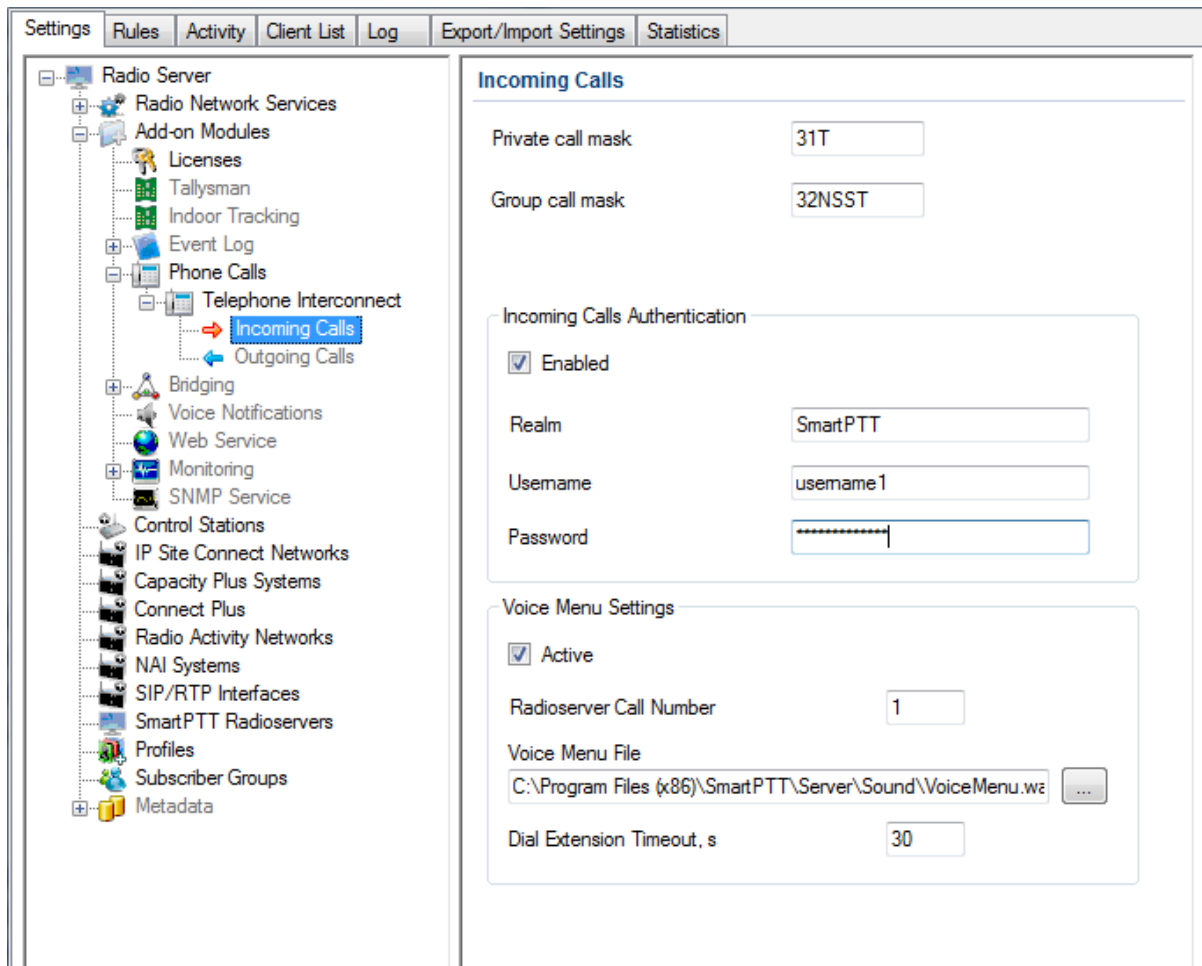 Settings Rules Activity Client List Log Export/Import Settings Statistics
Radio Server
Radio Network Services
Add-on Modules
Licenses
Tallysman
Indoor Tracking
Event Log
Phone Calls
Telephone Interconnect
Incoming Calls
Outgoing Calls
Bridging
Voice Notifications
Web Service
Monitoring
SNMP Service
Control Stations
IP Site Connect Networks
Capacity Plus Systems
Connect Plus
Radio Activity Networks
NAI Systems
SIP/RTP Interfaces
SmartPTT Radioservers
Profiles
Subscriber Groups
Metadata
Incoming Calls
Private call mask 31T
Group call mask 32NSST
Incoming Calls Authentication
Enabled
Realm SmartPTT
Username username1
Password *************
Voice Menu Settings
Active
Radioserver Call Number 1
Voice Menu File
C:\Program Files (x86)\SmartPTT\Server\Sound\VoiceMenu.wa ...
Dial Extension Timeout, s 30